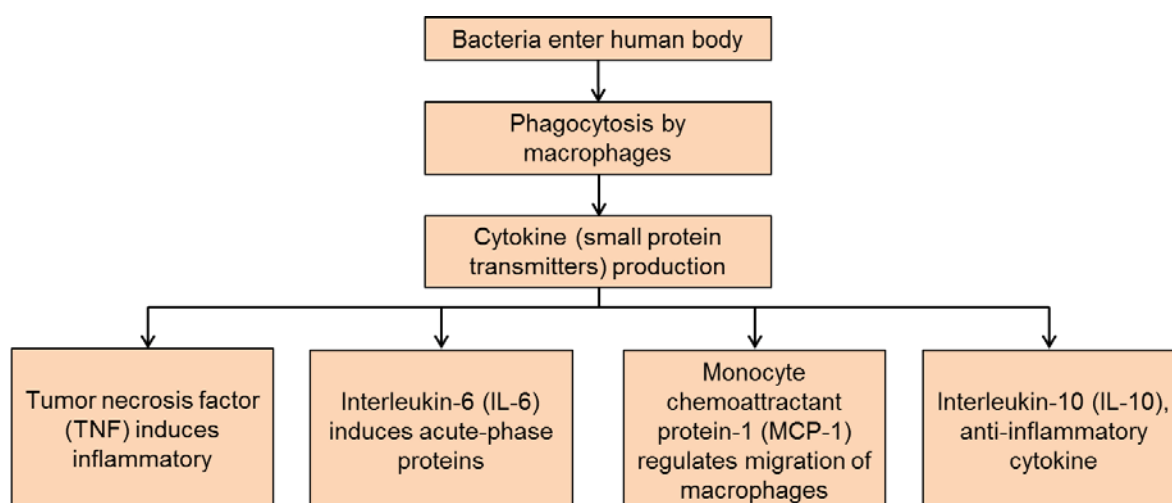 Bacteria enter human body
Phagocytosis by
macrophages
Cytokine (small protein
transmitters) production
Tumor necrosis factor
(TNF) induces
inflammatory
Interleukin-6 (IL-6)
induces acute-phase
proteins
Monocyte
chemoattractant
protein-1 (MCP-1)
regulates migration of
macrophages
Interleukin-10 (IL-10),
anti-inflammatory
cytokine